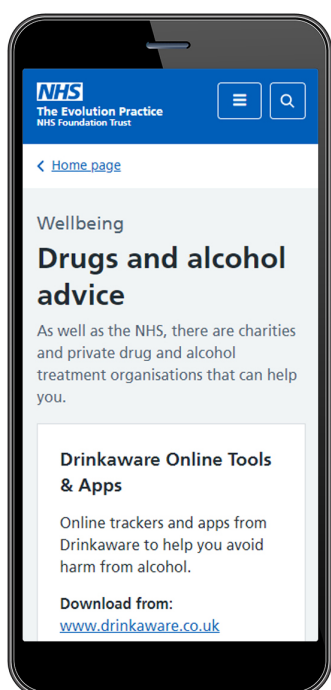 NHS
The Evolution Practice
NHS Foundation Trust
Home page
Wellbeing
Drugs and alcohol
advice
As well as the NHS, there are charities
and private drug and alcohol
treatment organisations that can help
you.
Drinkaware Online Tools
& Apps
Online trackers and apps from
Drinkaware to help you avoid
harm from alcohol.
Download from:
www.drinkaware.co.uk